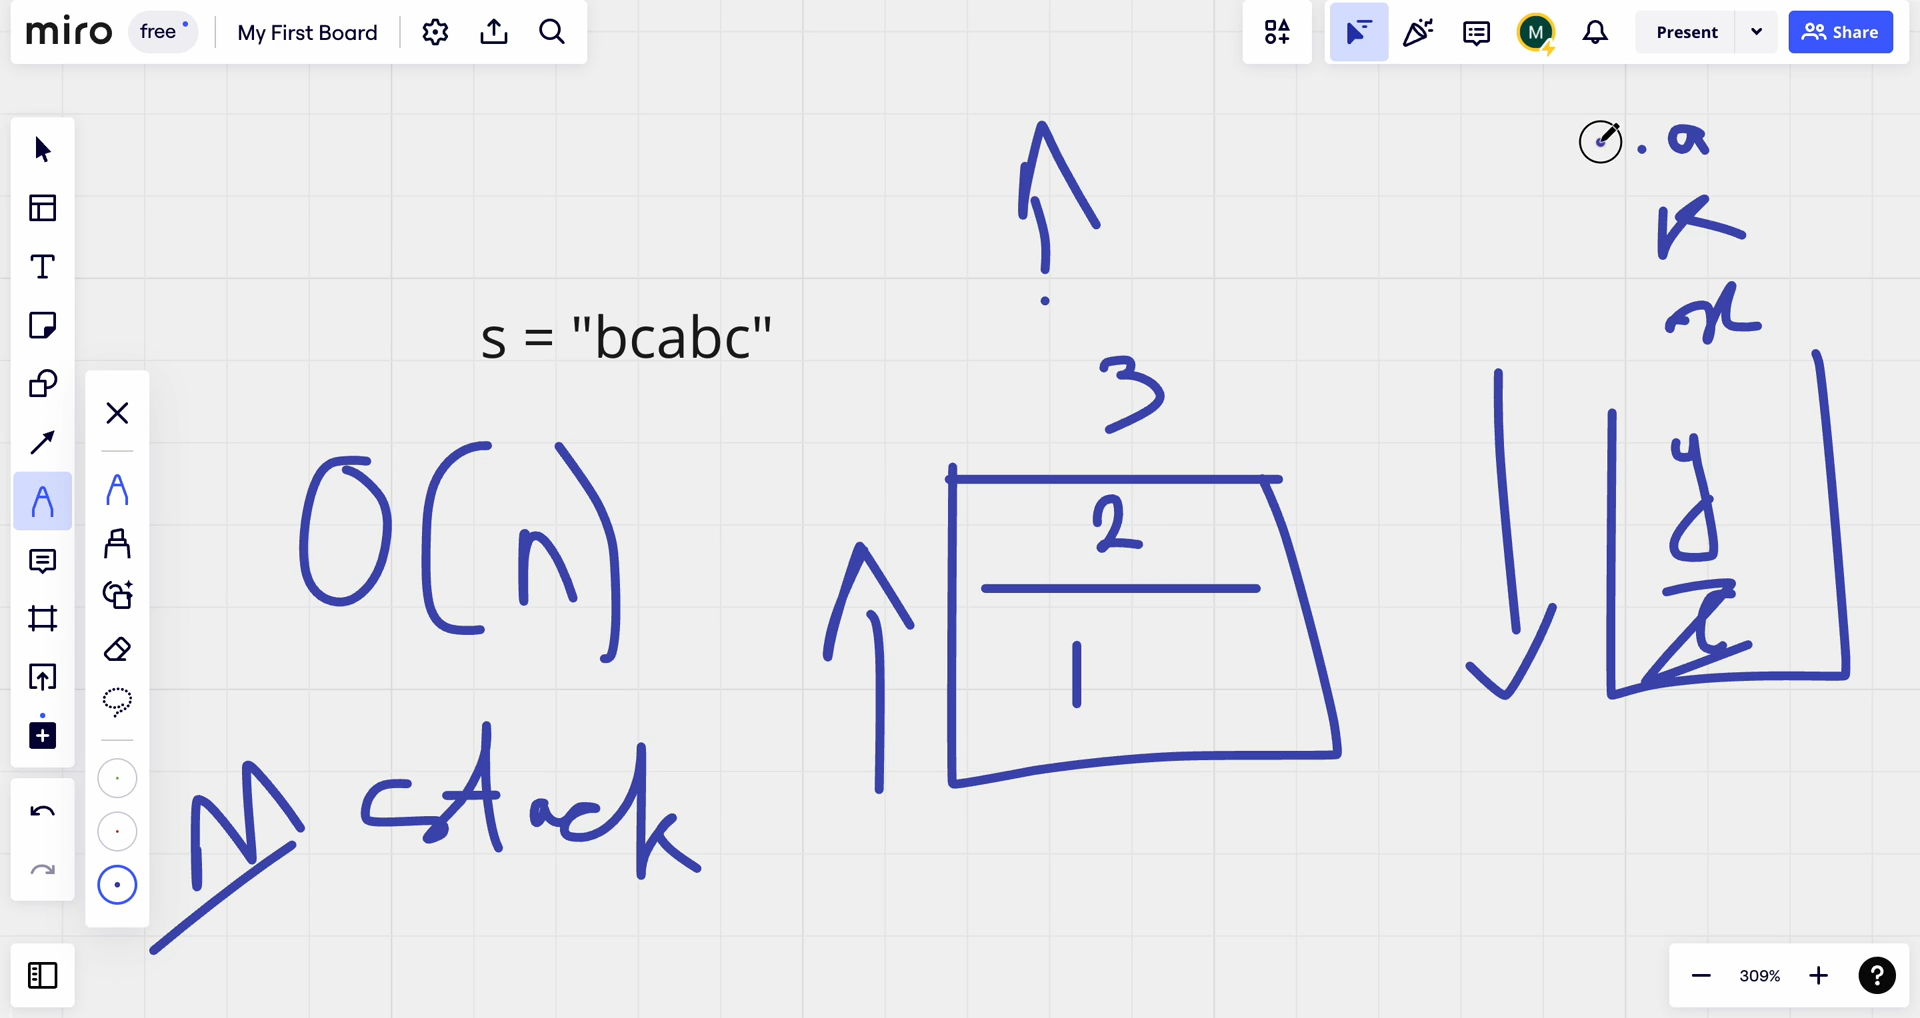 miro free My First Board Present Share
M
. a
K
x
s = "bcabc"
3
y
O(n)
2
z
1
M stack
309%